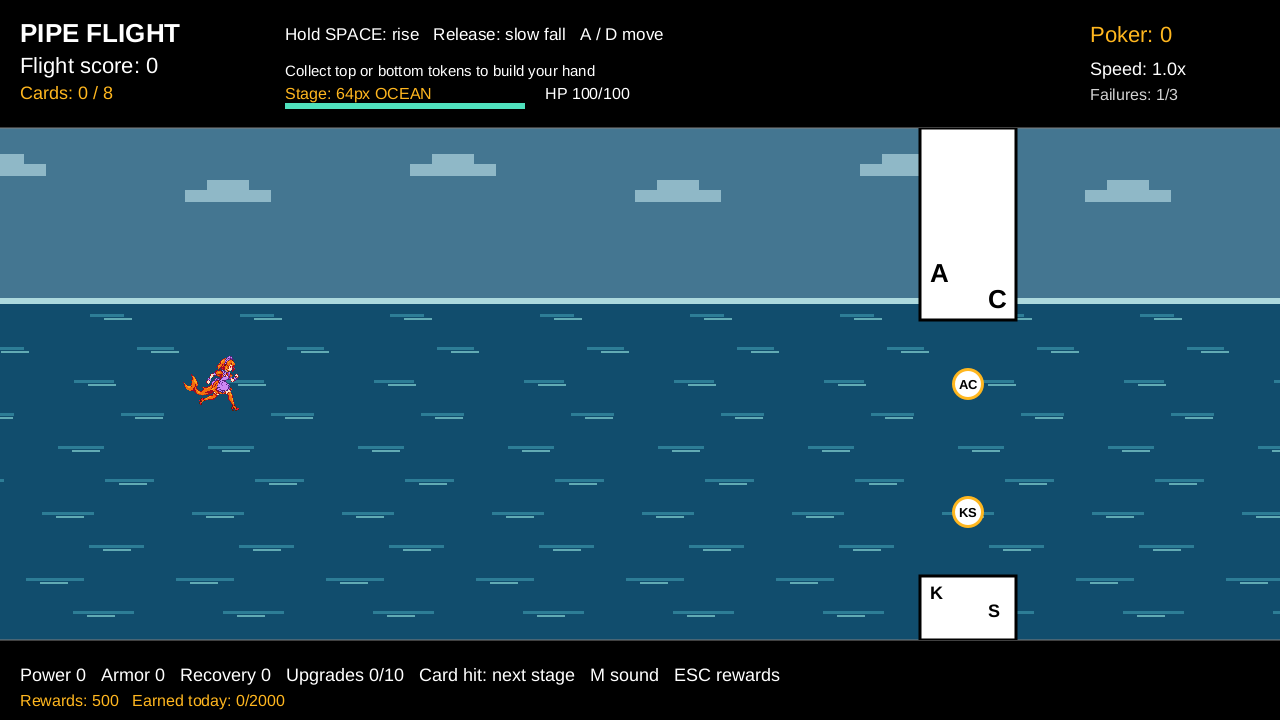 PIPE FLIGHT
Flight score: 0
Cards: 0 / 8
Hold SPACE: rise   Release: slow fall   A / D move
Collect top or bottom tokens to build your hand
Stage: 64px OCEAN
HP 100/100
Poker: 0
Speed: 1.0x
Failures: 1/3
A
C
AC
KS
K
S
Power 0   Armor 0   Recovery 0   Upgrades 0/10   Card hit: next stage   M sound   ESC rewards
Rewards: 500   Earned today: 0/2000